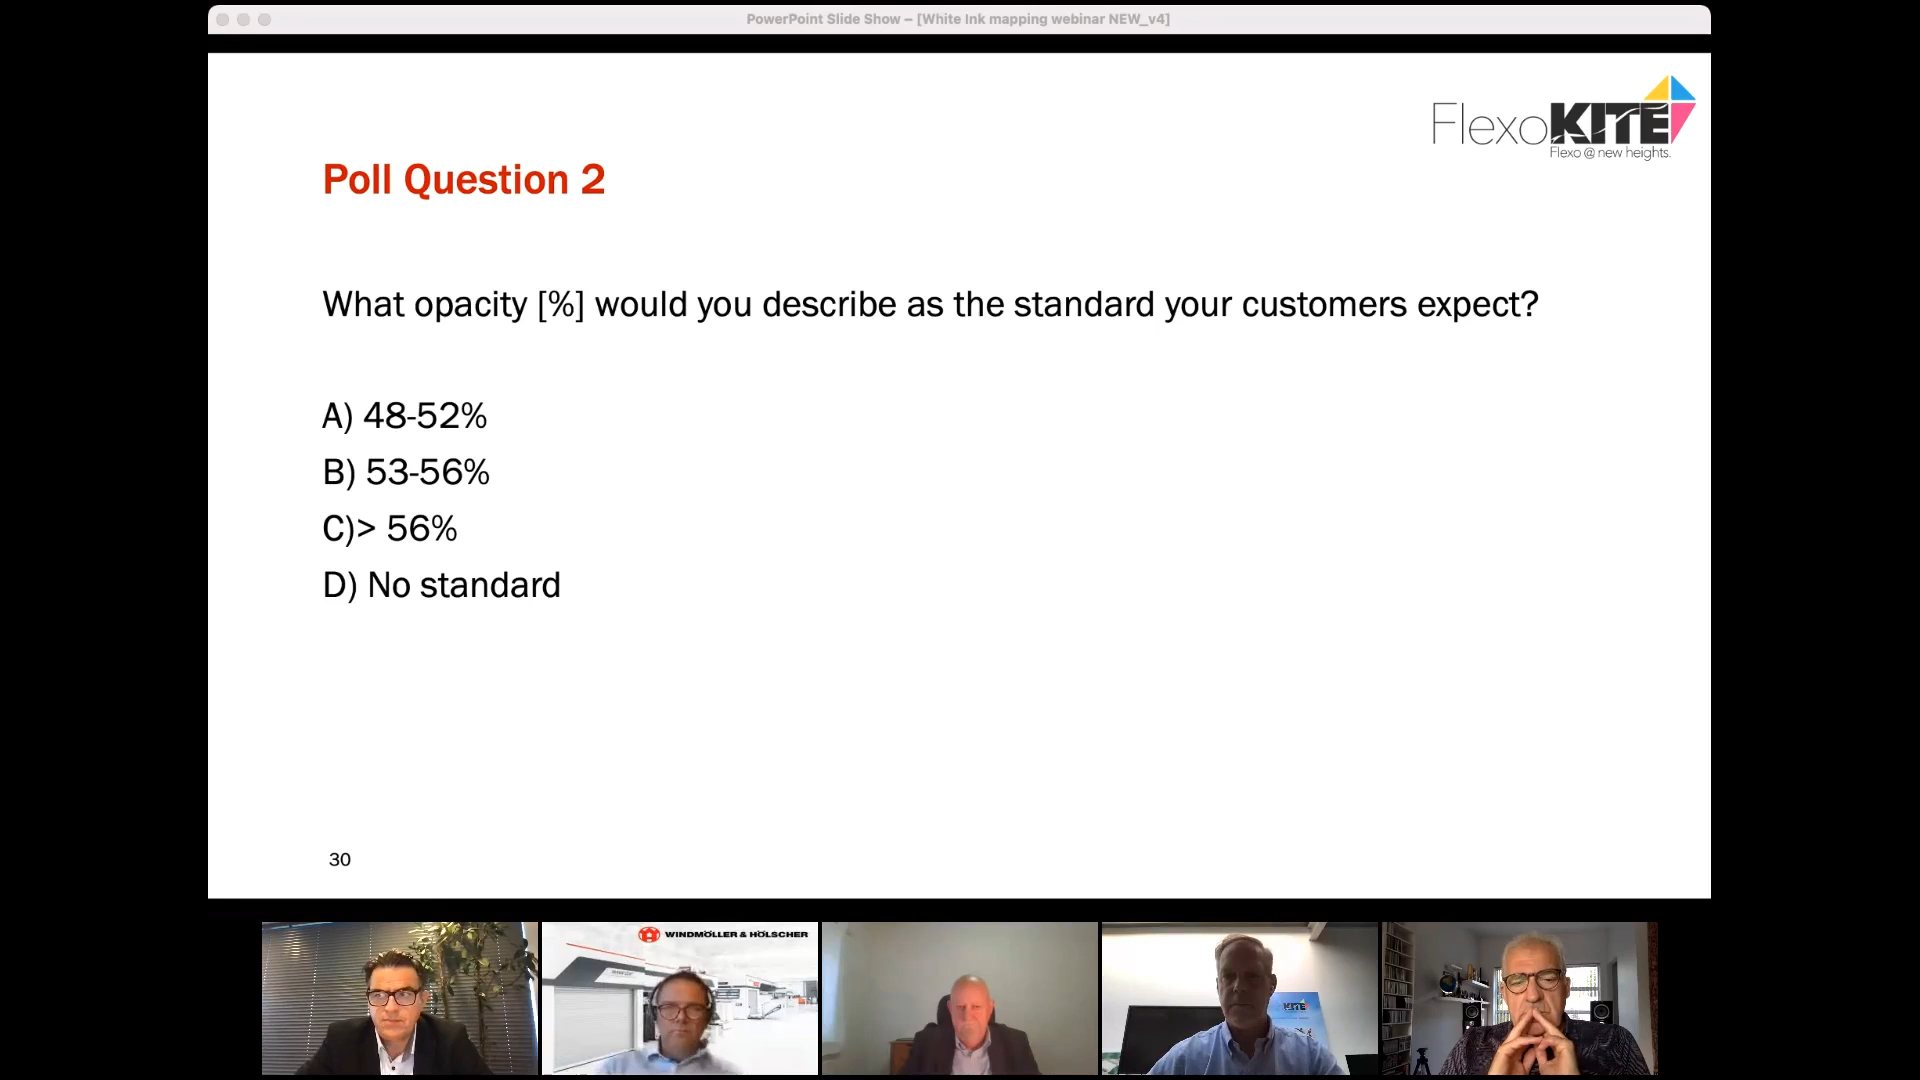 PowerPoint Slide Show – [White Ink mapping webinar NEW_v4]
FlexoKITE
Flexo @ new heights.
Poll Question 2
What opacity [%] would you describe as the standard your customers expect?
A) 48-52%
B) 53-56%
C)> 56%
D) No standard
30
WINDMÖLLER & HÖLSCHER
KITE